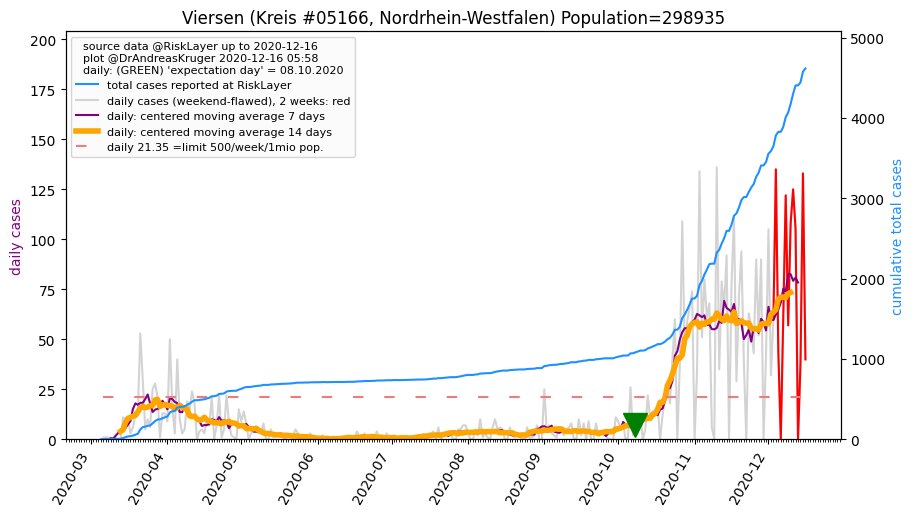 Viersen (Kreis #05166, Nordrhein-Westfalen) Population=298935
source data @RiskLayer up to 2020-12-16
plot @DrAndreasKruger 2020-12-16 05:58
daily: (GREEN) 'expectation day' = 08.10.2020
total cases reported at RiskLayer
daily cases (weekend-flawed), 2 weeks: red
daily: centered moving average 7 days
daily: centered moving average 14 days
daily 21.35 =limit 500/week/1mio pop.
daily cases
200
175
150
125
100
75
50
25
0
cumulative total cases
5000
4000
3000
2000
1000
0
2020-03
2020-04
2020-05
2020-06
2020-07
2020-08
2020-09
2020-10
2020-11
2020-12